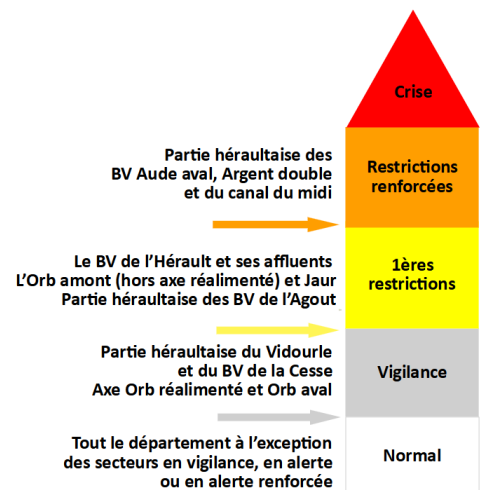 Crise
Partie héraultaise des
BV Aude aval, Argent double
et du canal du midi
Restrictions
renforcées
Le BV de l’Hérault et ses affluents
L’Orb amont (hors axe réalimenté) et Jaur
Partie héraultaise des BV de l’Agout
1ères
restrictions
Partie héraultaise du Vidourle
et du BV de la Cesse
Axe Orb réalimenté et Orb aval
Vigilance
Tout le département à l’exception
des secteurs en vigilance, en alerte
ou en alerte renforcée
Normal